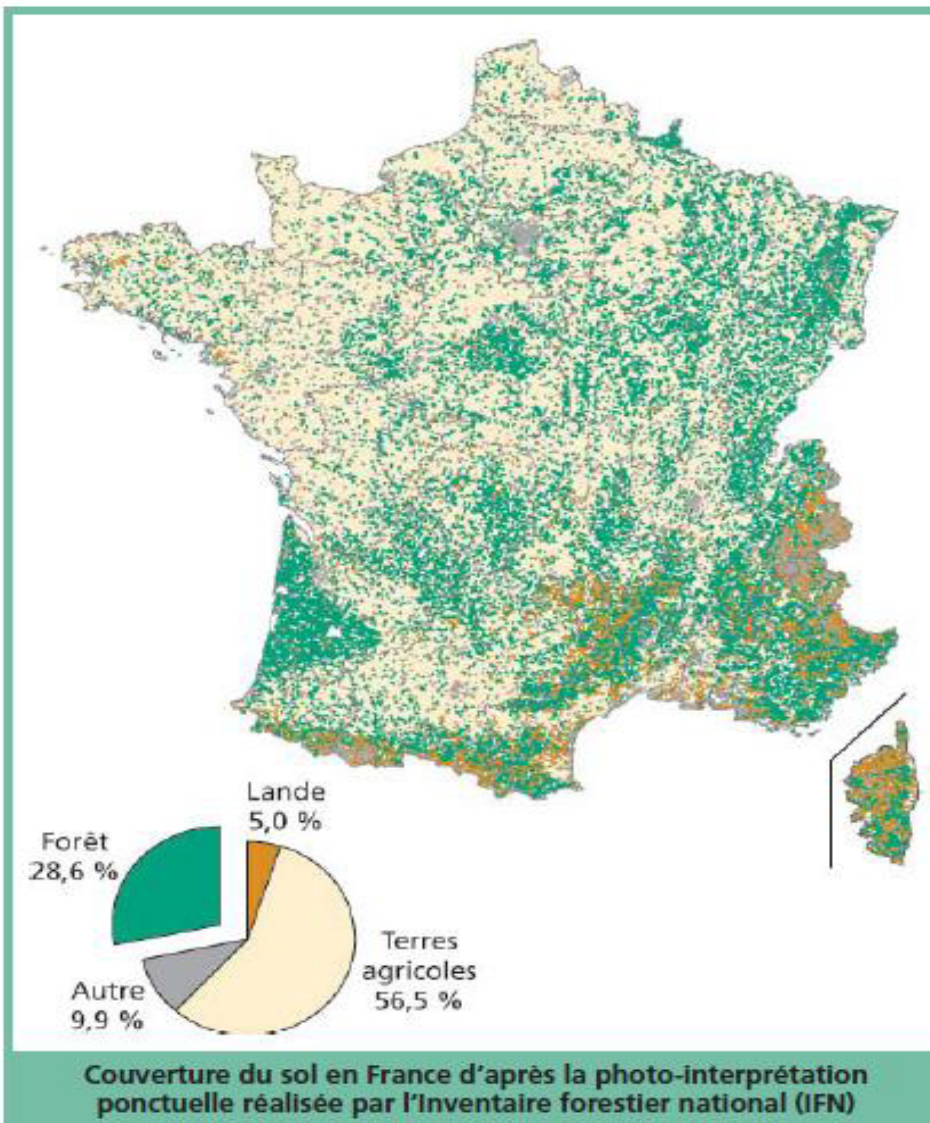 Lande
5,0 %
Forêt
28,6 %
Terres
agricoles
56,5 %
Autre
9,9 %
Couverture du sol en France d'après la photo-interprétation
ponctuelle réalisée par l'Inventaire forestier national (IFN)